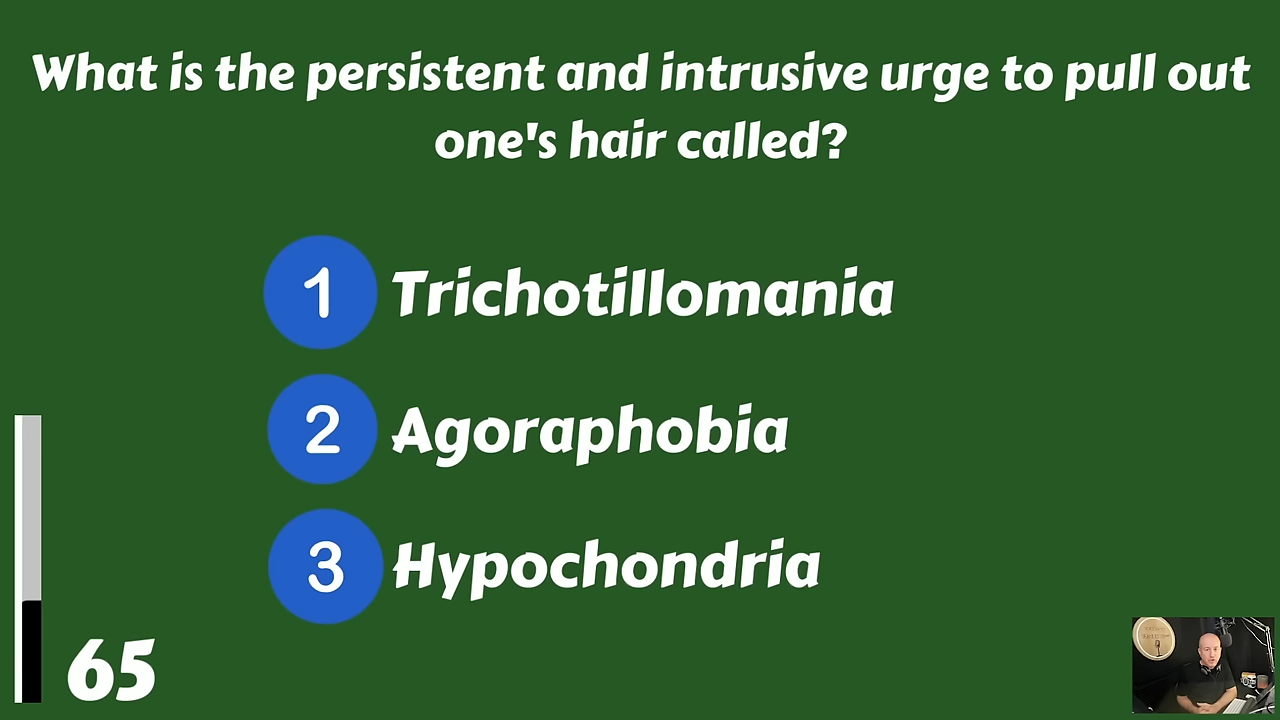 What is the persistent and intrusive urge to pull out
one's hair called?
1 Trichotillomania
2 Agoraphobia
3 Hypochondria
65